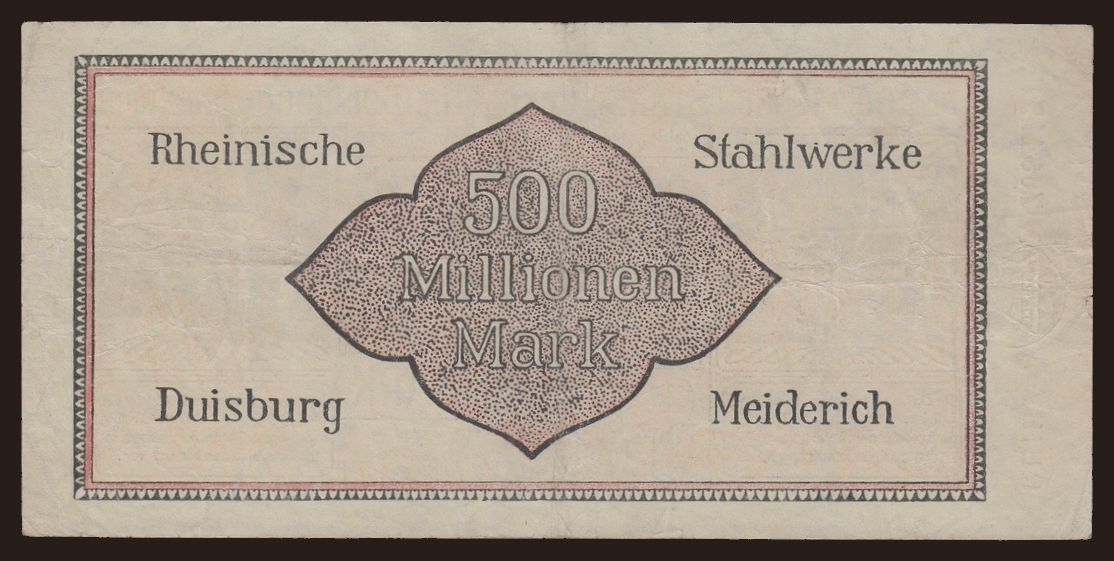 Rheinische Stahlwerke
500
Millionen
Mark
Duisburg Meiderich